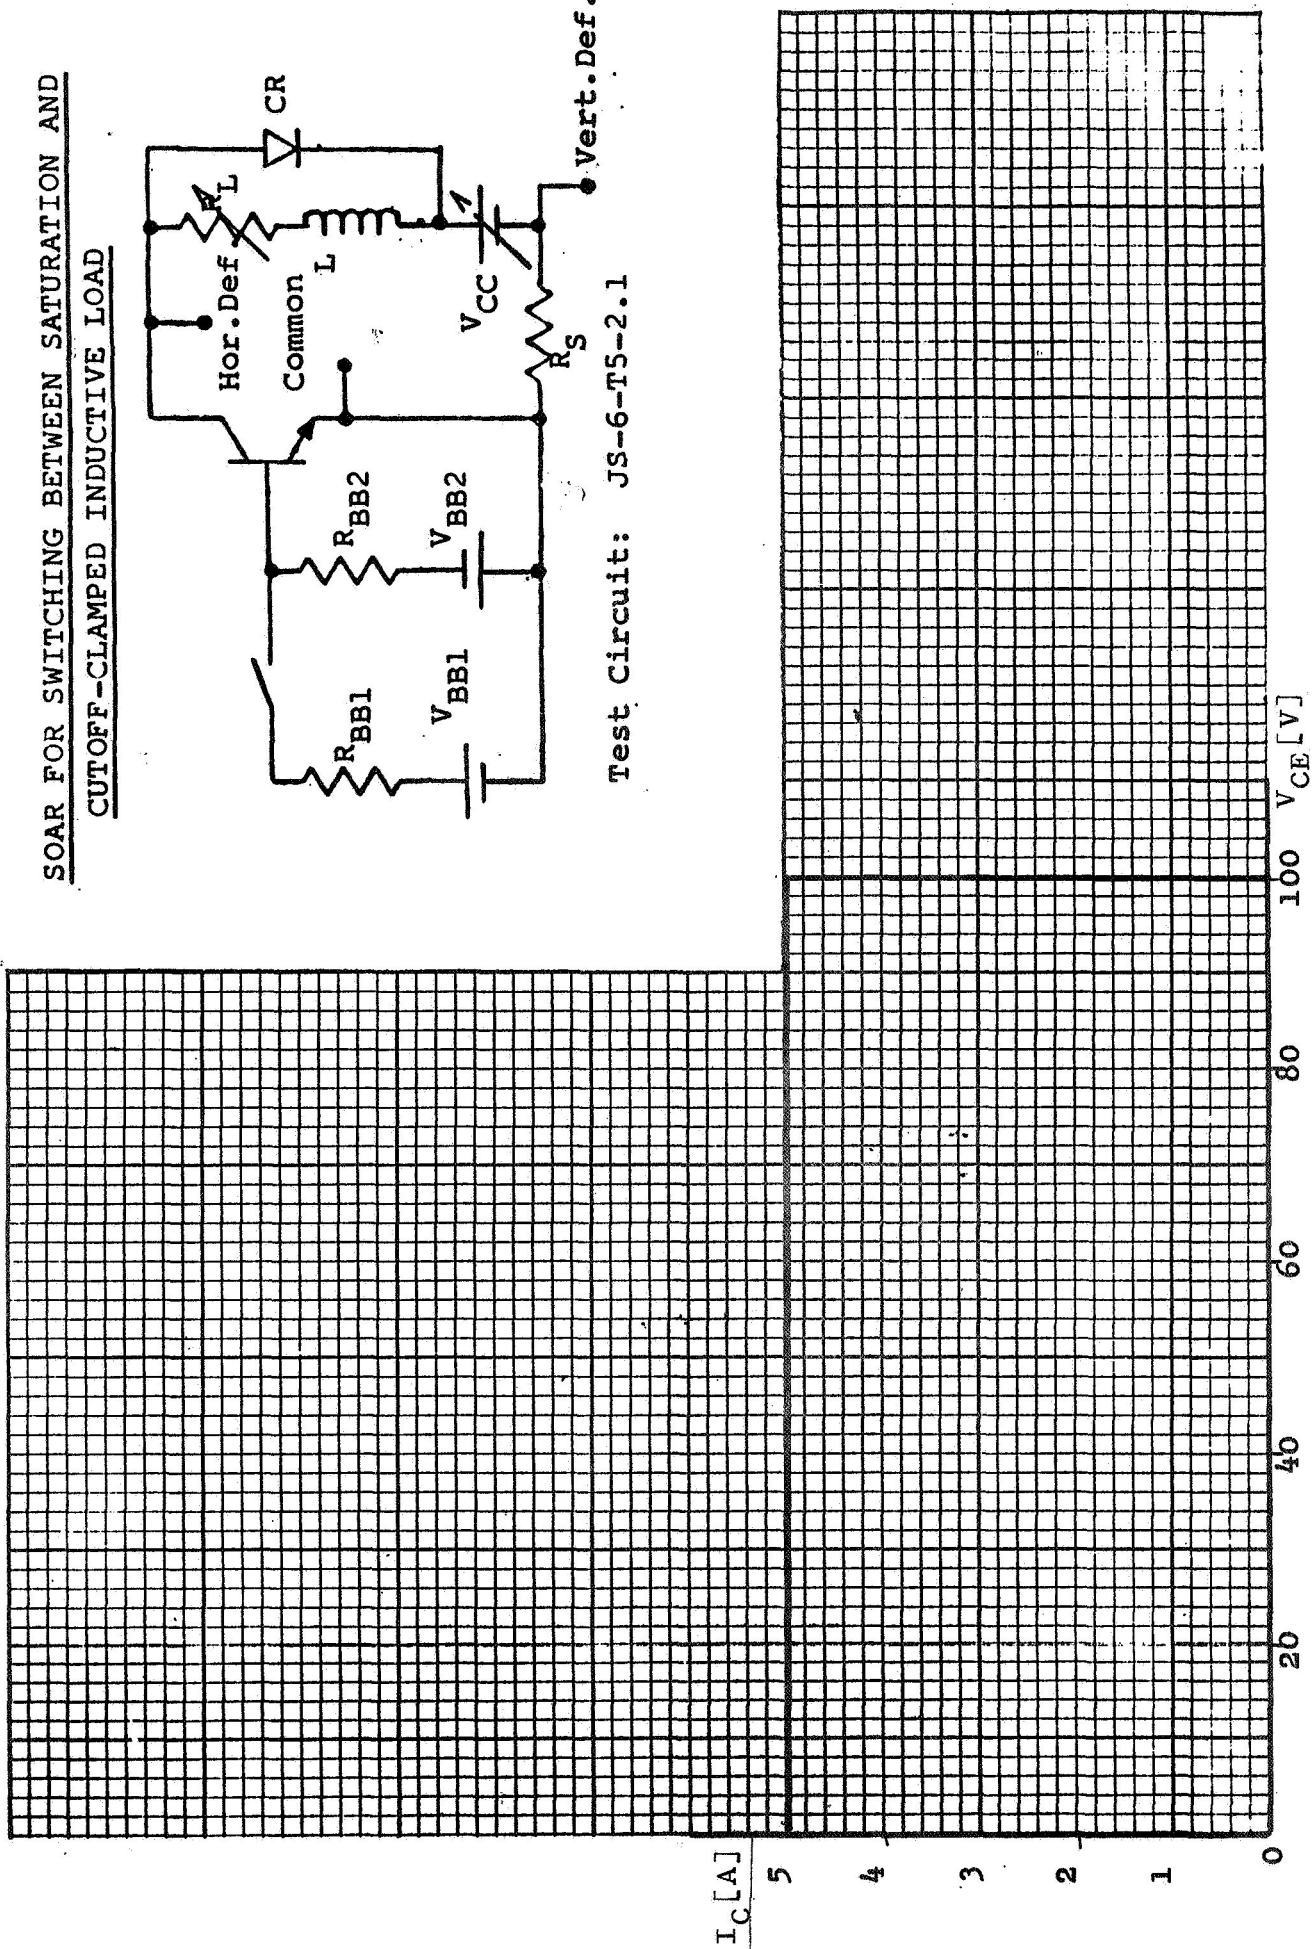 SOAR FOR SWITCHING BETWEEN SATURATION AND
CUTOFF-CLAMPED INDUCTIVE LOAD
Hor.Def
Common
R_L
L
CR
V_CC
R_S
Vert.Def.
R_BB1
V_BB1
R_BB2
V_BB2
Test Circuit: JS-6-T5-2.1
I_C[A]
5
4
3
2
1
0
20
40
60
80
100
V_CE[V]